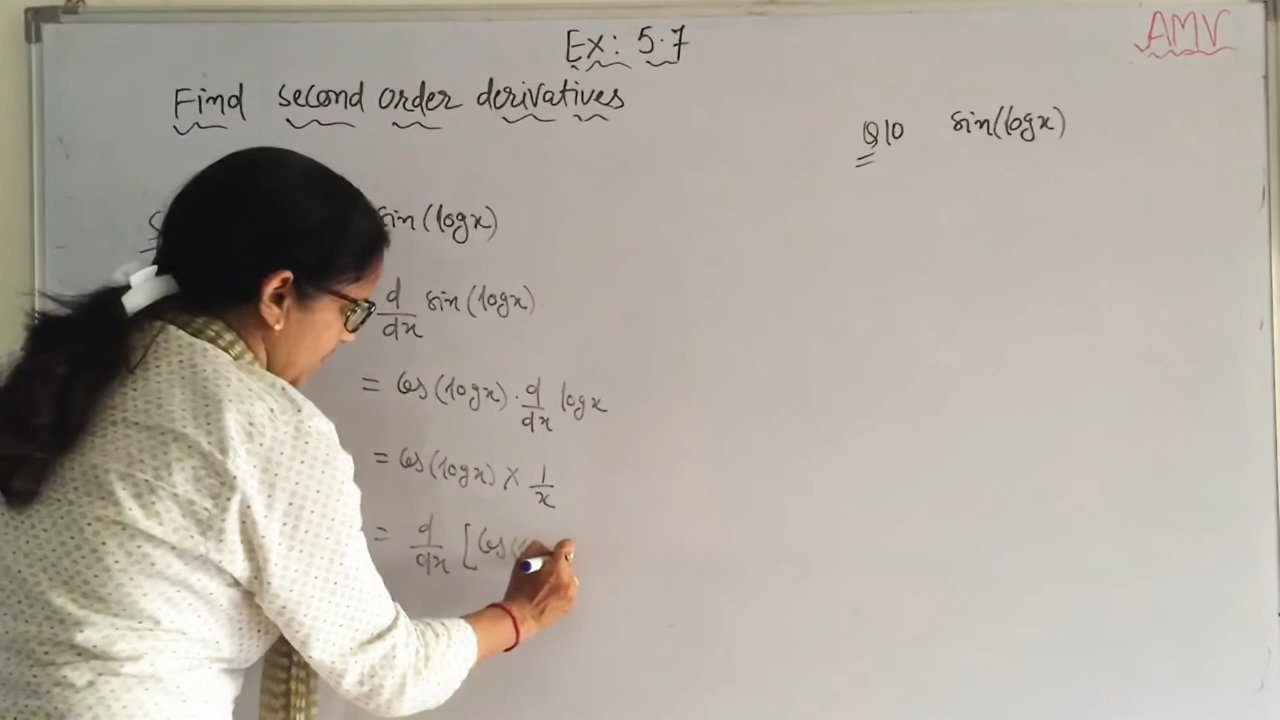 Ex: 5.7
AMV
Find second order derivatives
Q10 sin(logx)
sin(logx)
d/dx sin(logx)
= cos(logx) . d/dx logx
= cos(logx) × 1/x
= d/dx [cos(